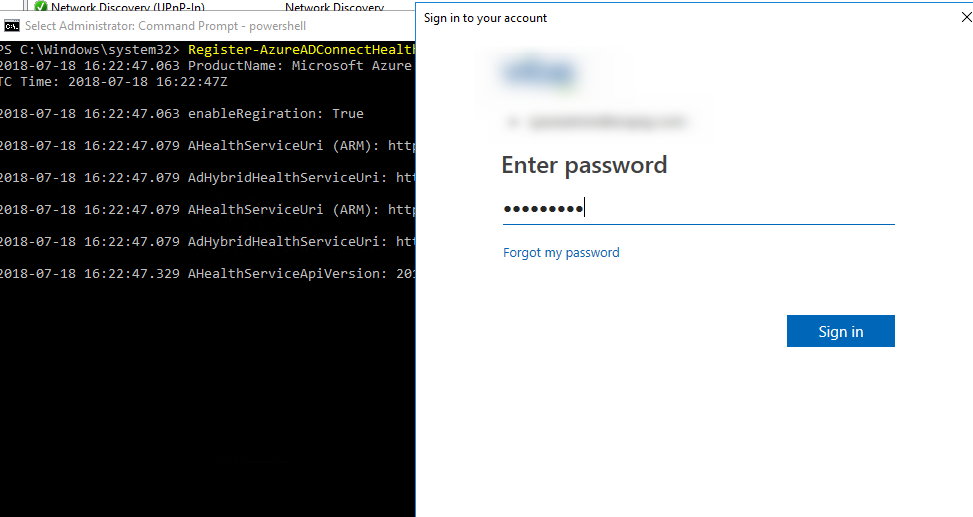 Network Discovery (UPnP-In)
Network Discovery
Select Administrator: Command Prompt - powershell
PS C:\Windows\system32> Register-AzureADConnectHealth
2018-07-18 16:22:47.063 ProductName: Microsoft Azure
TC Time: 2018-07-18 16:22:47Z
2018-07-18 16:22:47.063 enableRegiration: True
2018-07-18 16:22:47.079 AHealthServiceUri (ARM): http
2018-07-18 16:22:47.079 AdHybridHealthServiceUri: htt
2018-07-18 16:22:47.079 AHealthServiceUri (ARM): http
2018-07-18 16:22:47.079 AdHybridHealthServiceUri: htt
2018-07-18 16:22:47.329 AHealthServiceApiVersion: 201
Sign in to your account
Enter password
Forgot my password
Sign in